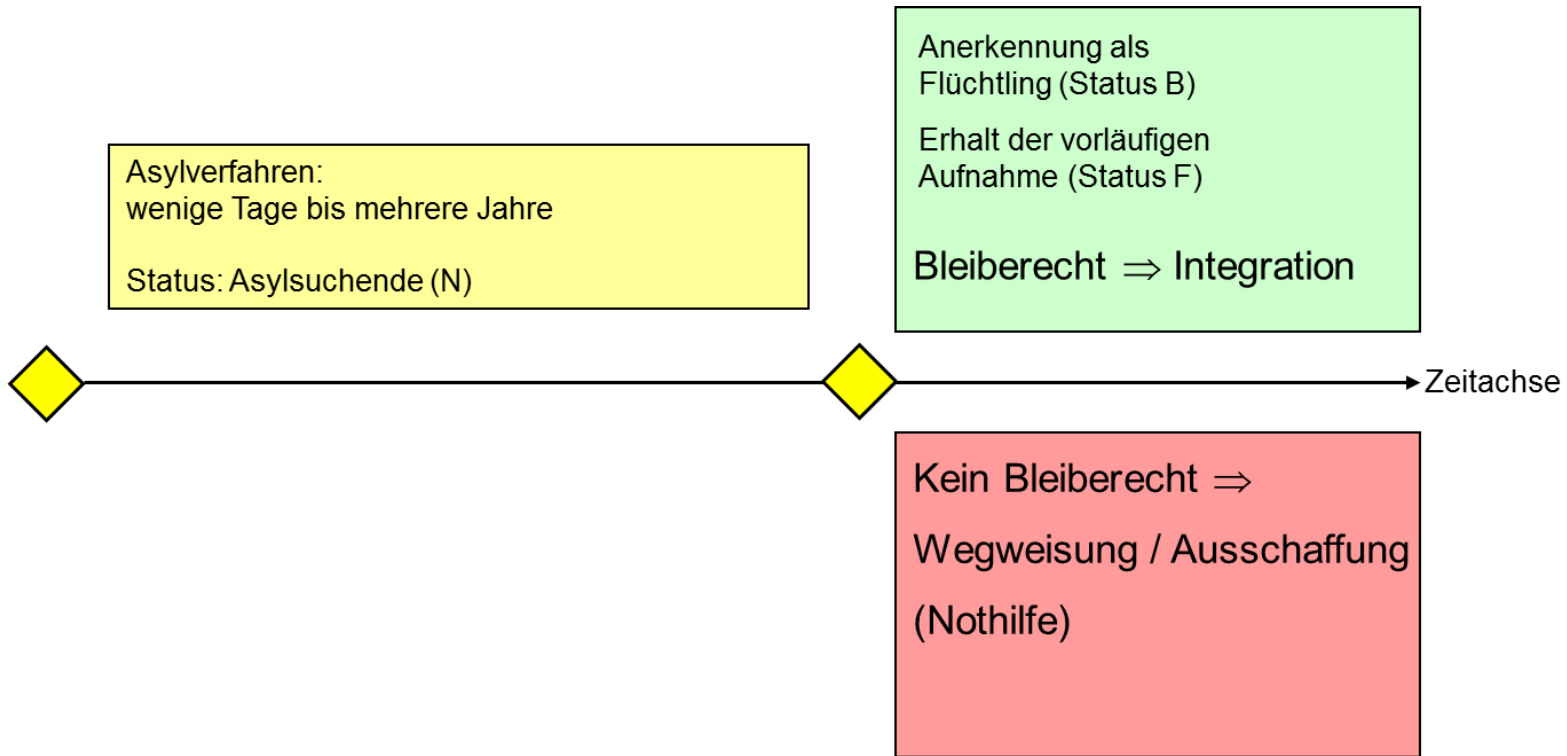 Anerkennung als
Flüchtling (Status B)
Erhalt der vorläufigen
Aufnahme (Status F)
Bleiberecht ⇒ Integration
Asylverfahren:
wenige Tage bis mehrere Jahre
Status: Asylsuchende (N)
Zeitachse
Kein Bleiberecht ⇒
Wegweisung / Ausschaffung
(Nothilfe)